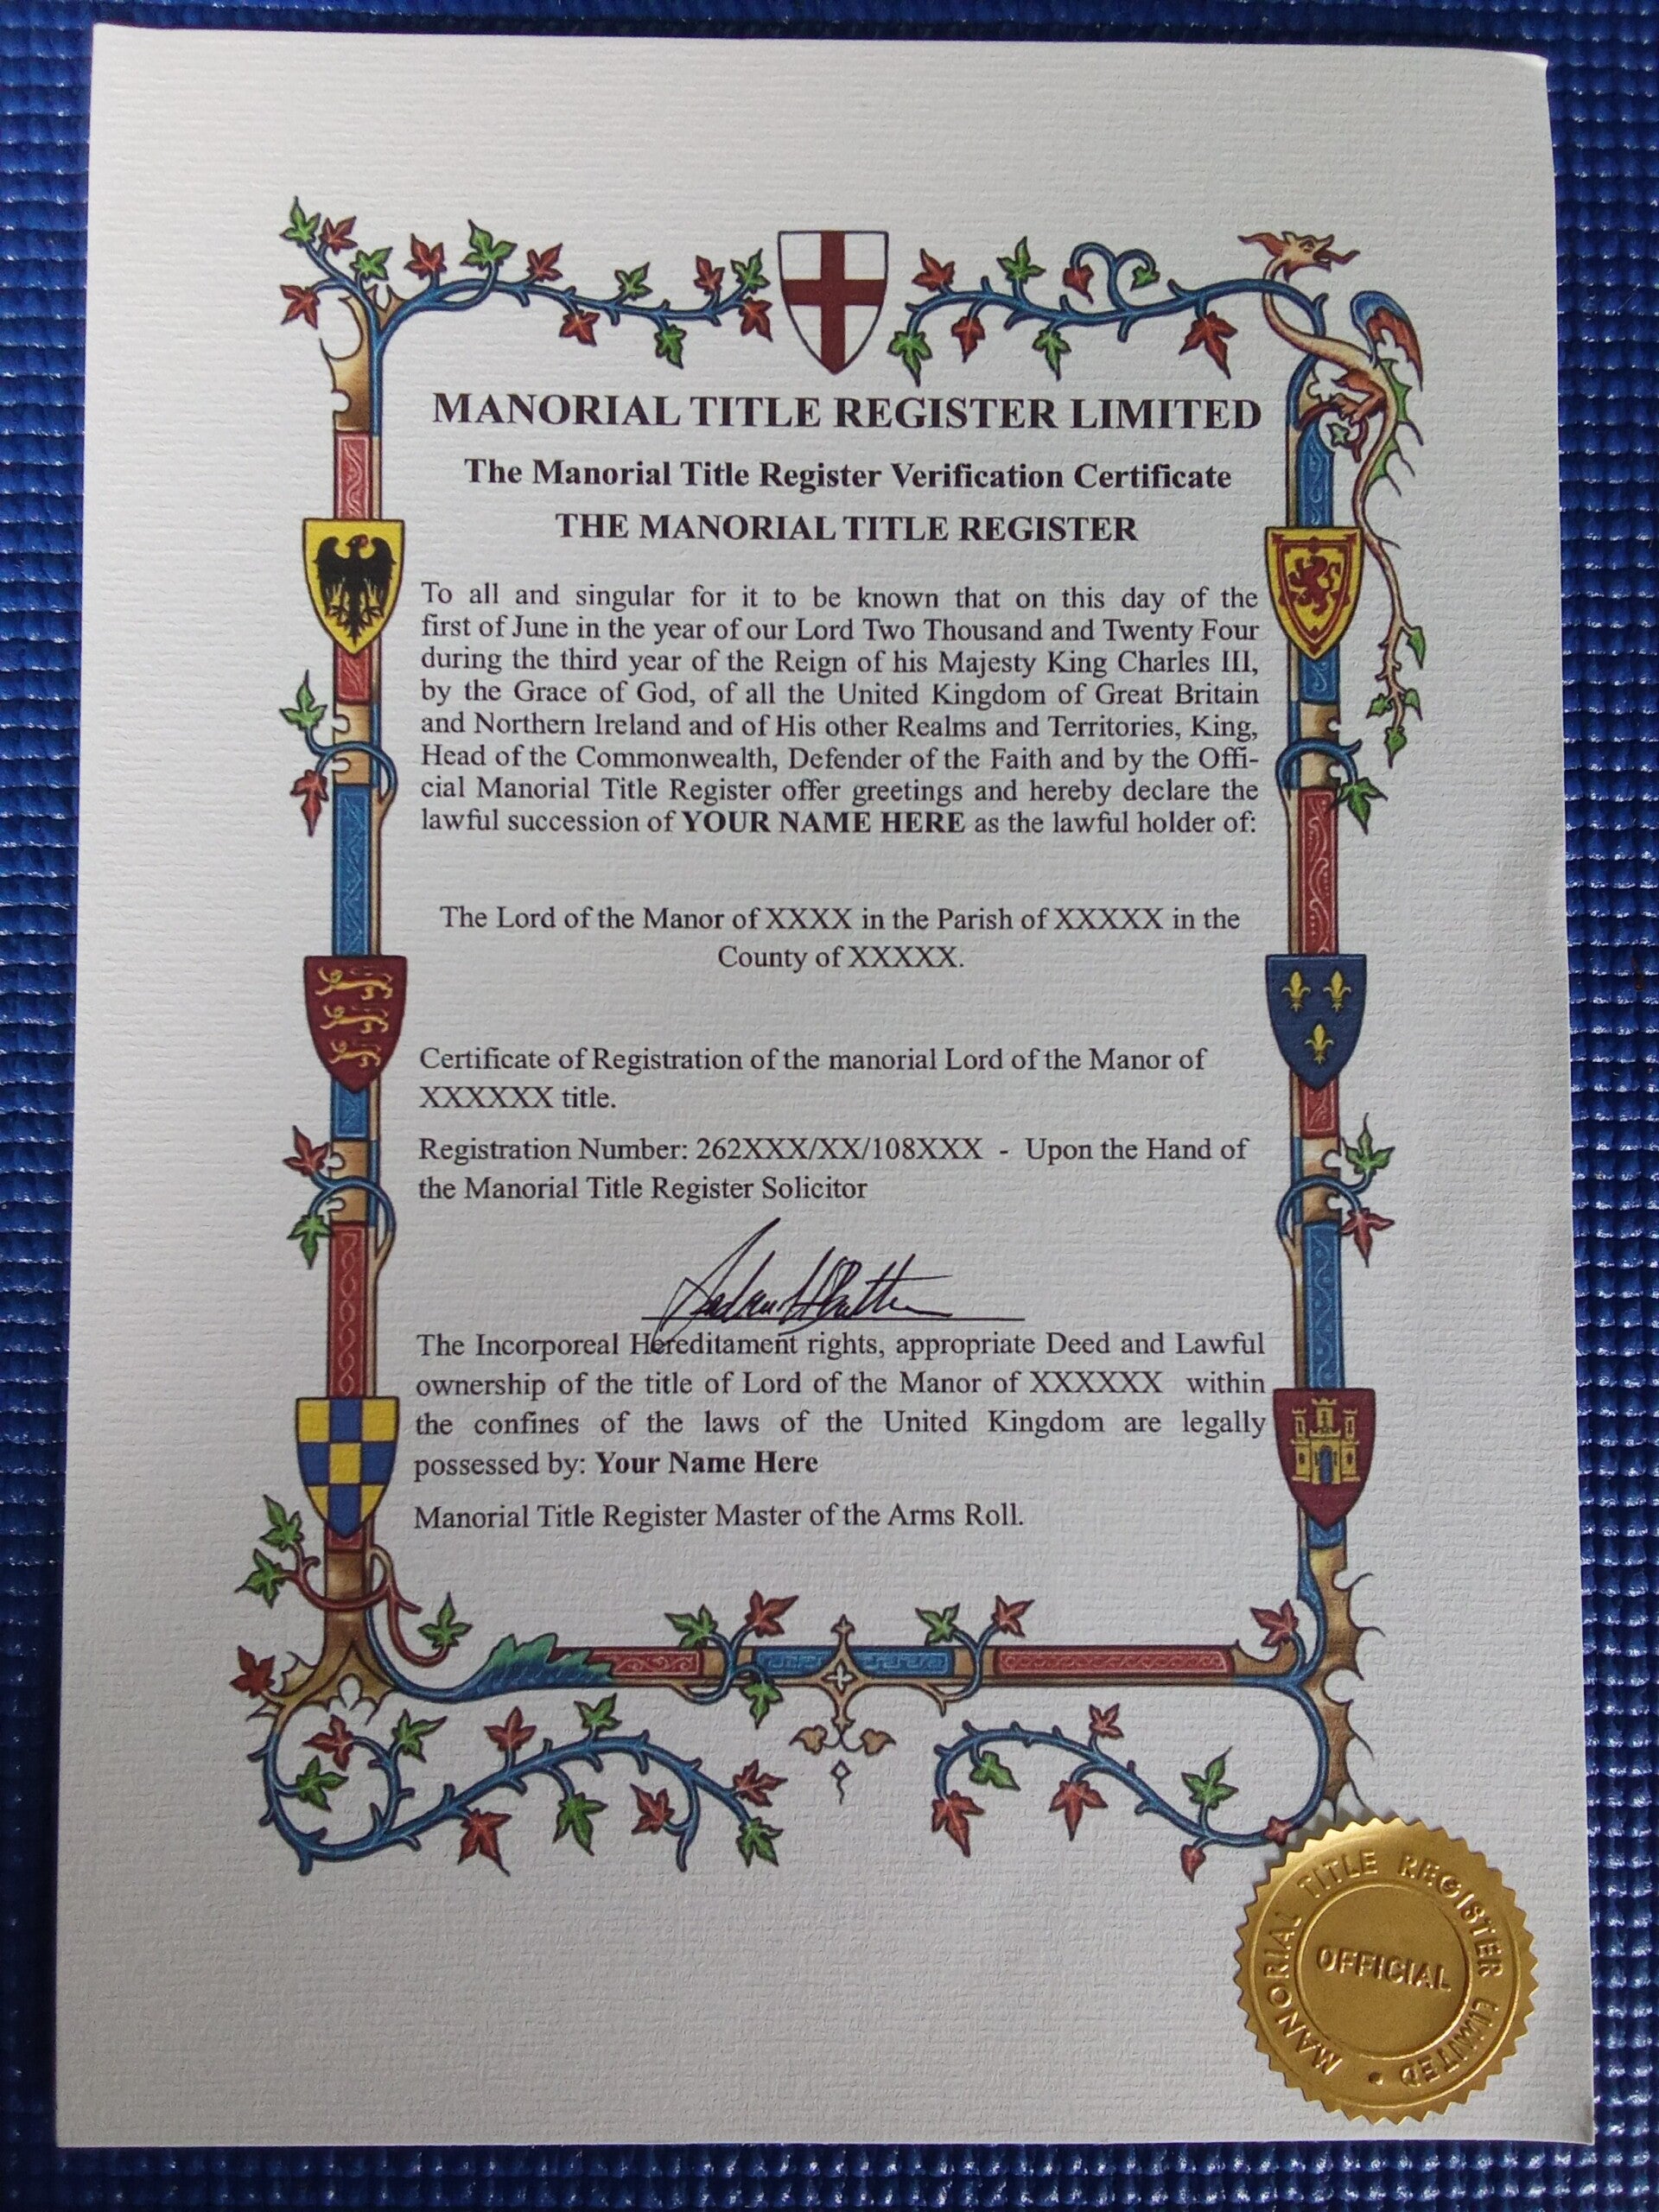 MANORIAL TITLE REGISTER LIMITED
The Manorial Title Register Verification Certificate
THE MANORIAL TITLE REGISTER
To all and singular for it to be known that on this day of the
first of June in the year of our Lord Two Thousand and Twenty Four
during the third year of the Reign of his Majesty King Charles III,
by the Grace of God, of all the United Kingdom of Great Britain
and Northern Ireland and of His other Realms and Territories, King,
Head of the Commonwealth, Defender of the Faith and by the Offi-
cial Manorial Title Register offer greetings and hereby declare the
lawful succession of YOUR NAME HERE as the lawful holder of:
The Lord of the Manor of XXXX in the Parish of XXXXX in the
County of XXXXX.
Certificate of Registration of the manorial Lord of the Manor of
XXXXXX title.
Registration Number: 262XXX/XX/108XXX - Upon the Hand of
the Manorial Title Register Solicitor
The Incorporeal Hereditament rights, appropriate Deed and Lawful
ownership of the title of Lord of the Manor of XXXXXX within
the confines of the laws of the United Kingdom are legally
possessed by: Your Name Here
Manorial Title Register Master of the Arms Roll.
MANORIAL TITLE REGISTER LIMITED •
OFFICIAL